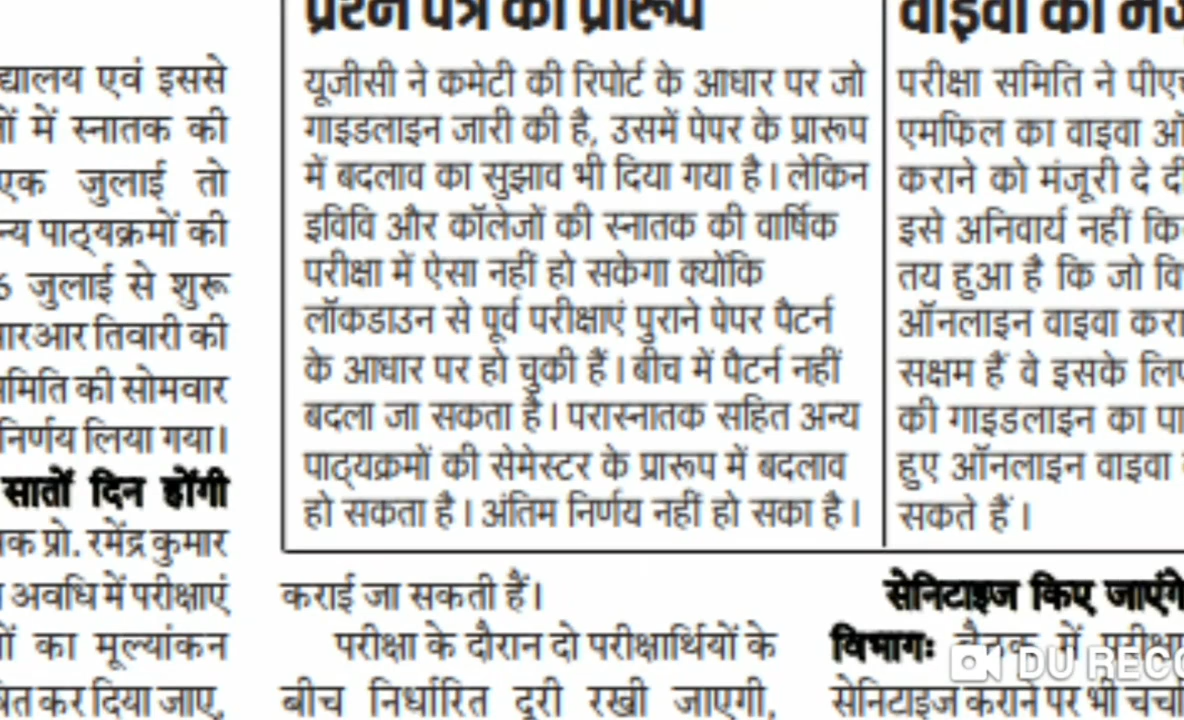 प्रश्न पत्र का प्रारूप
यूजीसी ने कमेटी की रिपोर्ट के आधार पर जो
गाइडलाइन जारी की है, उसमें पेपर के प्रारूप
में बदलाव का सुझाव भी दिया गया है। लेकिन
इविवि और कॉलेजों की स्नातक की वार्षिक
परीक्षा में ऐसा नहीं हो सकेगा क्योंकि
लॉकडाउन से पूर्व परीक्षाएं पुराने पेपर पैटर्न
के आधार पर हो चुकी हैं। बीच में पैटर्न नहीं
बदला जा सकता है। परास्नातक सहित अन्य
पाठ्यक्रमों की सेमेस्टर के प्रारूप में बदलाव
हो सकता है। अंतिम निर्णय नहीं हो सका है।
वाइवा को
परीक्षा समिति ने
एमफिल का वाइवा
कराने को मंजूरी दे
इसे अनिवार्य नहीं
तय हुआ है कि जो
ऑनलाइन वाइवा
सक्षम हैं वे इसके
की गाइडलाइन का
हुए ऑनलाइन वाइवा
सकते हैं।
एवं इससे
में स्नातक की
एक जुलाई तो
पाठ्यक्रमों की
जुलाई से शुरू
तिवारी की
की सोमवार
निर्णय लिया गया।
सातों दिन होंगी
प्रो. रमेंद्र कुमार
अवधि में परीक्षाएं
का मूल्यांकन
कर दिया जाए,
कराई जा सकती हैं।
परीक्षा के दौरान दो परीक्षार्थियों के
बीच निर्धारित दूरी रखी जाएगी,
सेनिटाइज किए जाएंगे
विभागः बैठक में
सेनिटाइज कराने पर भी चर्चा
DU RECO